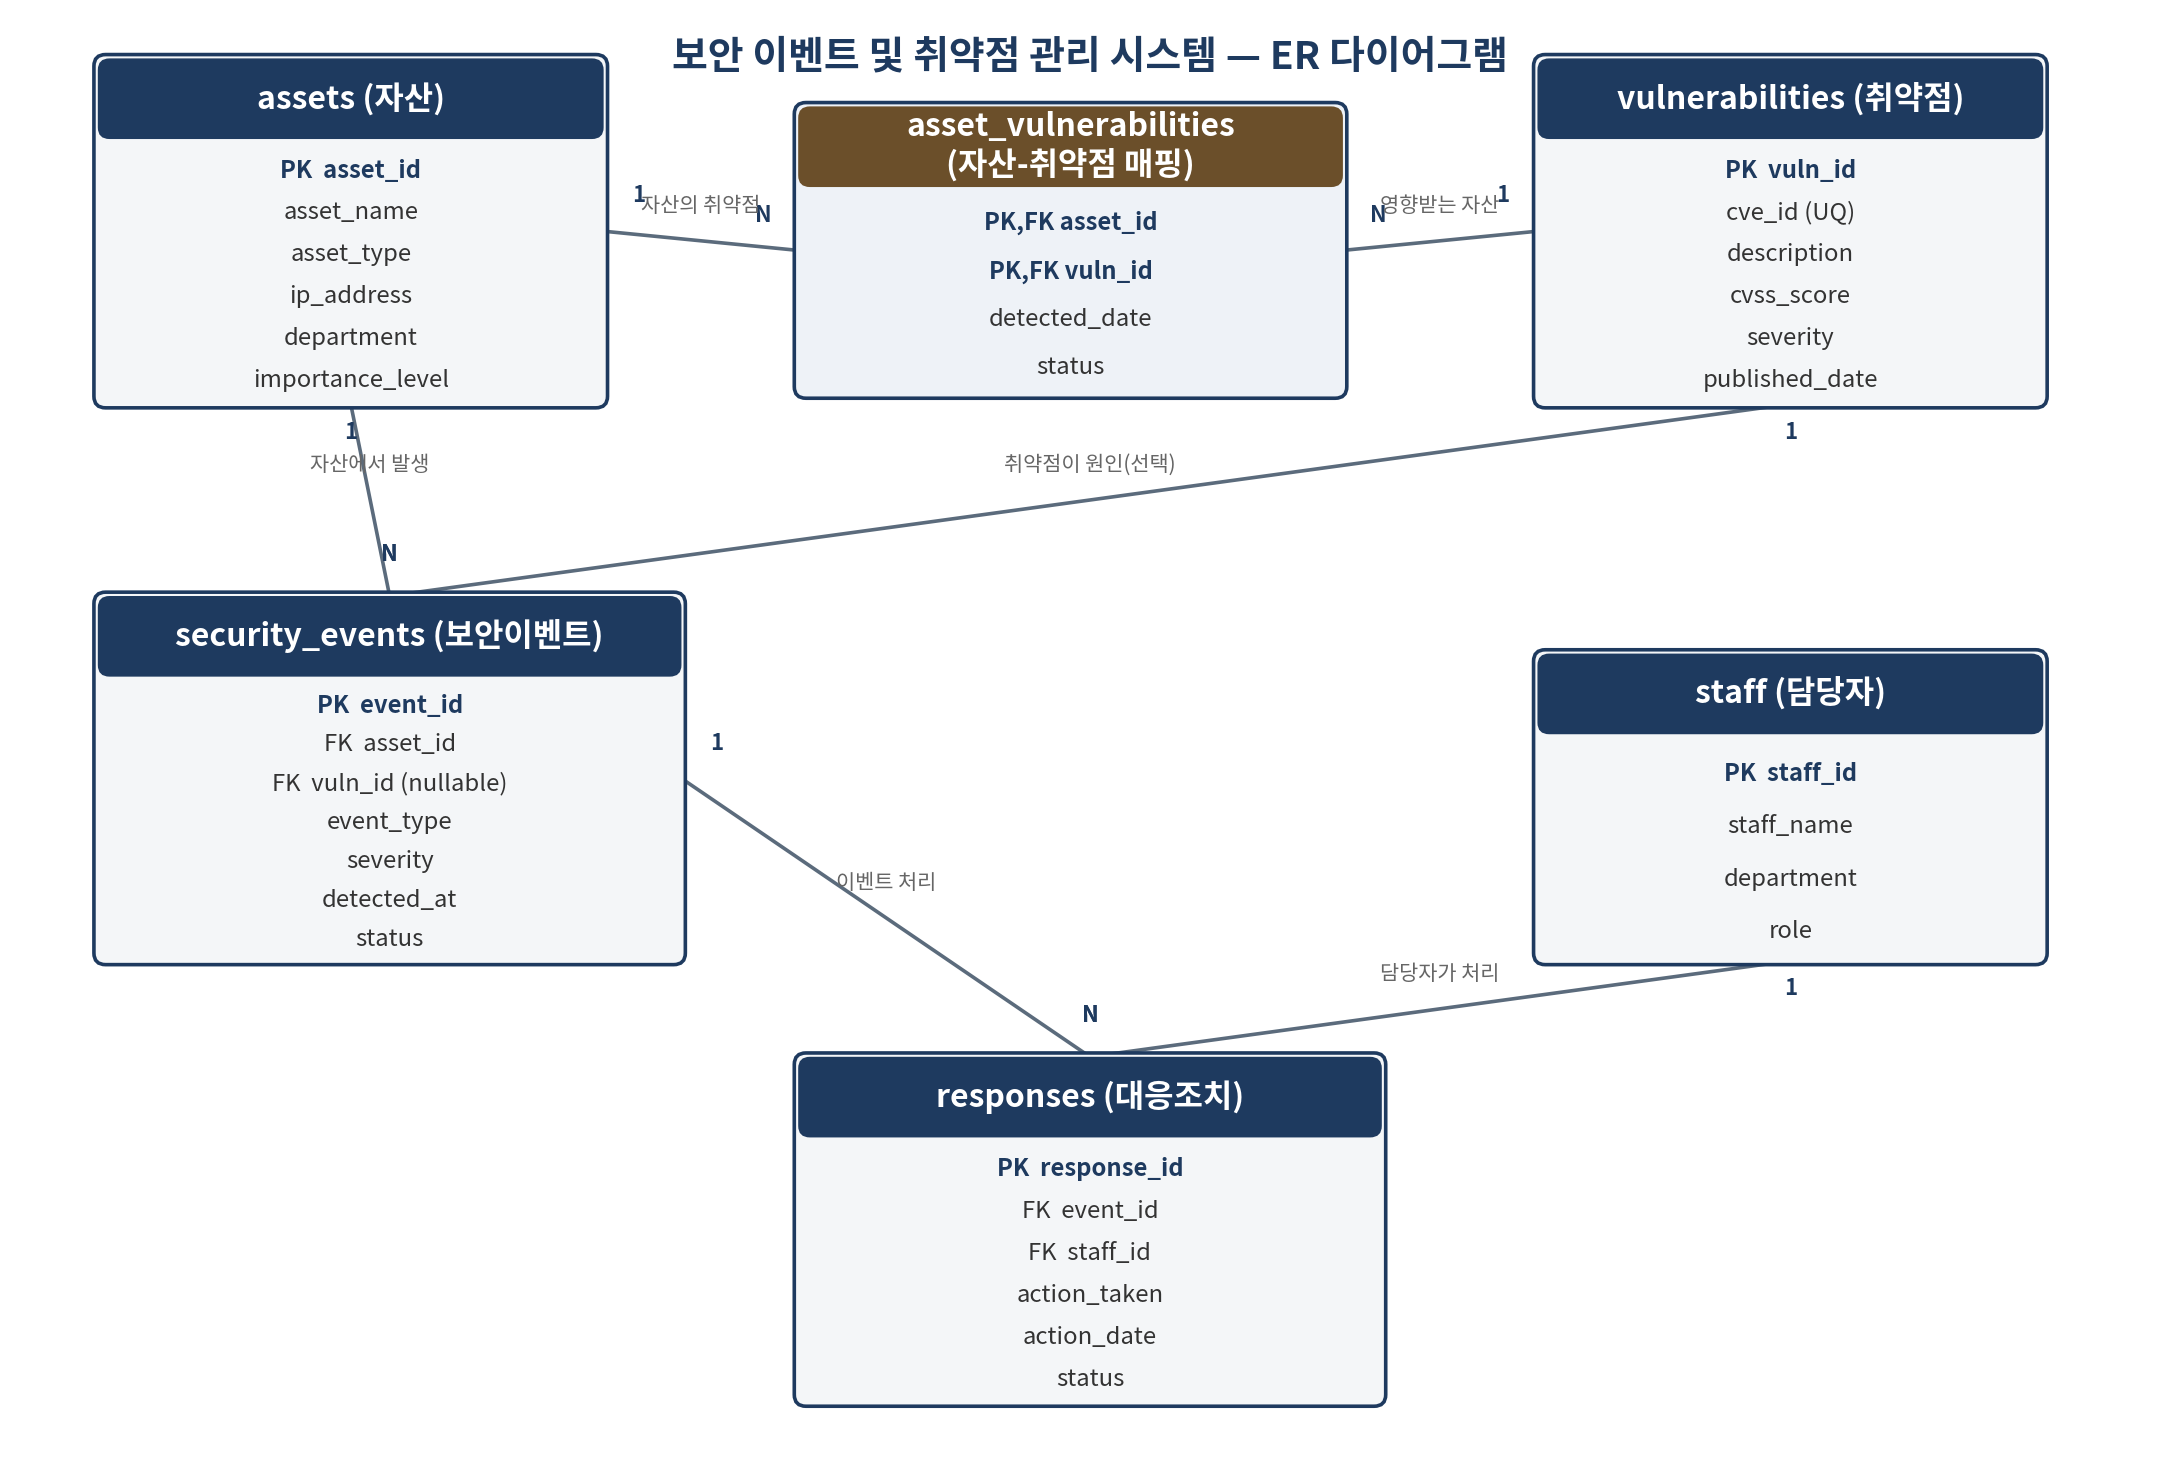 보안 이벤트 및 취약점 관리 시스템 — ER 다이어그램
assets (자산)
PK asset_id
asset_name
asset_type
ip_address
department
importance_level
1
자산의 취약점
N
asset_vulnerabilities
(자산-취약점 매핑)
PK,FK asset_id
PK,FK vuln_id
detected_date
status
N
영향받는 자산
1
vulnerabilities (취약점)
PK vuln_id
cve_id (UQ)
description
cvss_score
severity
published_date
1
자산에서 발생
N
취약점이 원인(선택)
1
security_events (보안이벤트)
PK event_id
FK asset_id
FK vuln_id (nullable)
event_type
severity
detected_at
status
1
이벤트 처리
N
staff (담당자)
PK staff_id
staff_name
department
role
담당자가 처리
1
responses (대응조치)
PK response_id
FK event_id
FK staff_id
action_taken
action_date
status